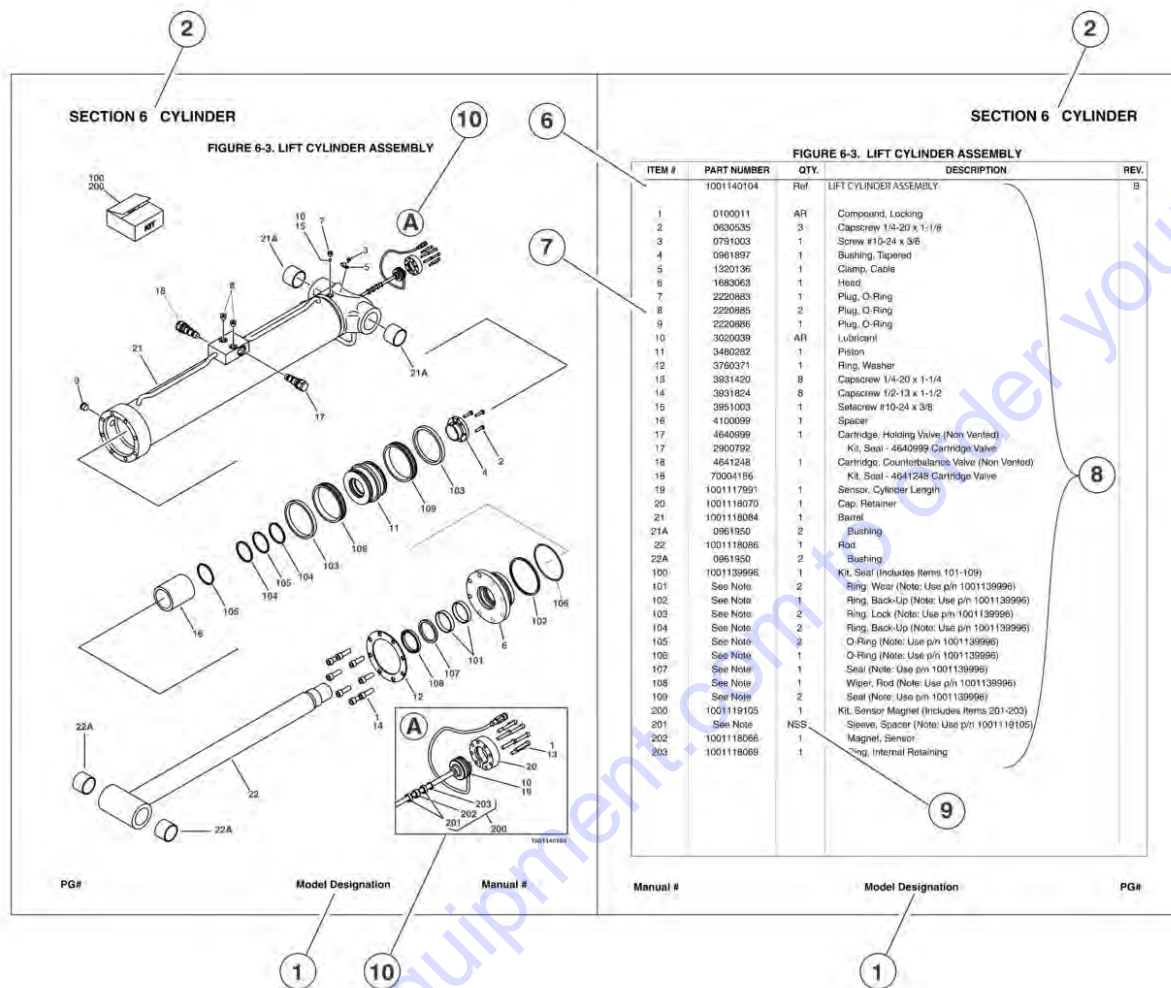 2
2
SECTION 6 CYLINDER
10
FIGURE 6-3. LIFT CYLINDER ASSEMBLY
100
200
KIT
A
10
15
7
3
5
21A
18
8
21
21A
9
17
2
4
103
109
11
109
103
104
105
104
105
16
106
102
6
101
107
108
12
1
14
22A
22
22A
A
1
13
20
10
19
203
202
201
200
1001140104
PG#
Model Designation
Manual #
1
10
SECTION 6 CYLINDER
6
FIGURE 6-3. LIFT CYLINDER ASSEMBLY
ITEM # PART NUMBER QTY. DESCRIPTION REV.
1001140104 Ref LIFT CYLINDER ASSEMBLY B
7
1 0100011 AR Compound, Locking
2 0630535 3 Capscrew 1/4-20 x 1-1/8
3 0791003 1 Screw #10-24 x 3/8
4 0961897 1 Bushing, Tapered
5 1320136 1 Clamp, Cable
6 1683063 1 Head
7 2220883 1 Plug, O-Ring
8 2220885 2 Plug, O-Ring
9 2220886 1 Plug, O-Ring
10 3020039 AR Lubricant
11 3480282 1 Piston
12 3760371 1 Ring, Washer
13 3931420 8 Capscrew 1/4-20 x 1-1/4
14 3931824 8 Capscrew 1/2-13 x 1-1/2
15 3951003 1 Setscrew #10-24 x 3/8
16 4100099 1 Spacer
17 4640999 1 Cartridge, Holding Valve (Non Vented)
17 2900792 Kit, Seal - 4640999 Cartridge Valve
18 4641248 1 Cartridge, Counterbalance Valve (Non Vented)
18 70004186 Kit, Seal - 4641248 Cartridge Valve
19 1001117991 1 Sensor, Cylinder Length
20 1001118070 1 Cap, Retainer
21 1001118084 1 Barrel
21A 0961950 2 Bushing
22 1001118086 1 Rod
22A 0961950 2 Bushing
100 1001139996 1 Kit, Seal (Includes Items 101-109)
101 See Note 2 Ring, Wear (Note: Use p/n 1001139996)
102 See Note 1 Ring, Back-Up (Note: Use p/n 1001139996)
103 See Note 2 Ring, Lock (Note: Use p/n 1001139996)
104 See Note 2 Ring, Back-Up (Note: Use p/n 1001139996)
105 See Note 2 O-Ring (Note: Use p/n 1001139996)
106 See Note 1 O-Ring (Note: Use p/n 1001139996)
107 See Note 1 Seal (Note: Use p/n 1001139996)
108 See Note 1 Wiper, Rod (Note: Use p/n 1001139996)
109 See Note 2 Seal (Note: Use p/n 1001139996)
200 1001119105 1 Kit, Sensor Magnet (Includes Items 201-203)
201 See Note NSS Sleeve, Spacer (Note: Use p/n 1001119105)
202 1001118066 1 Magnet, Sensor
203 1001118069 1 Ring, Internal Retaining
8
9
Manual #
Model Designation
PG#
1
equipment.com to order your